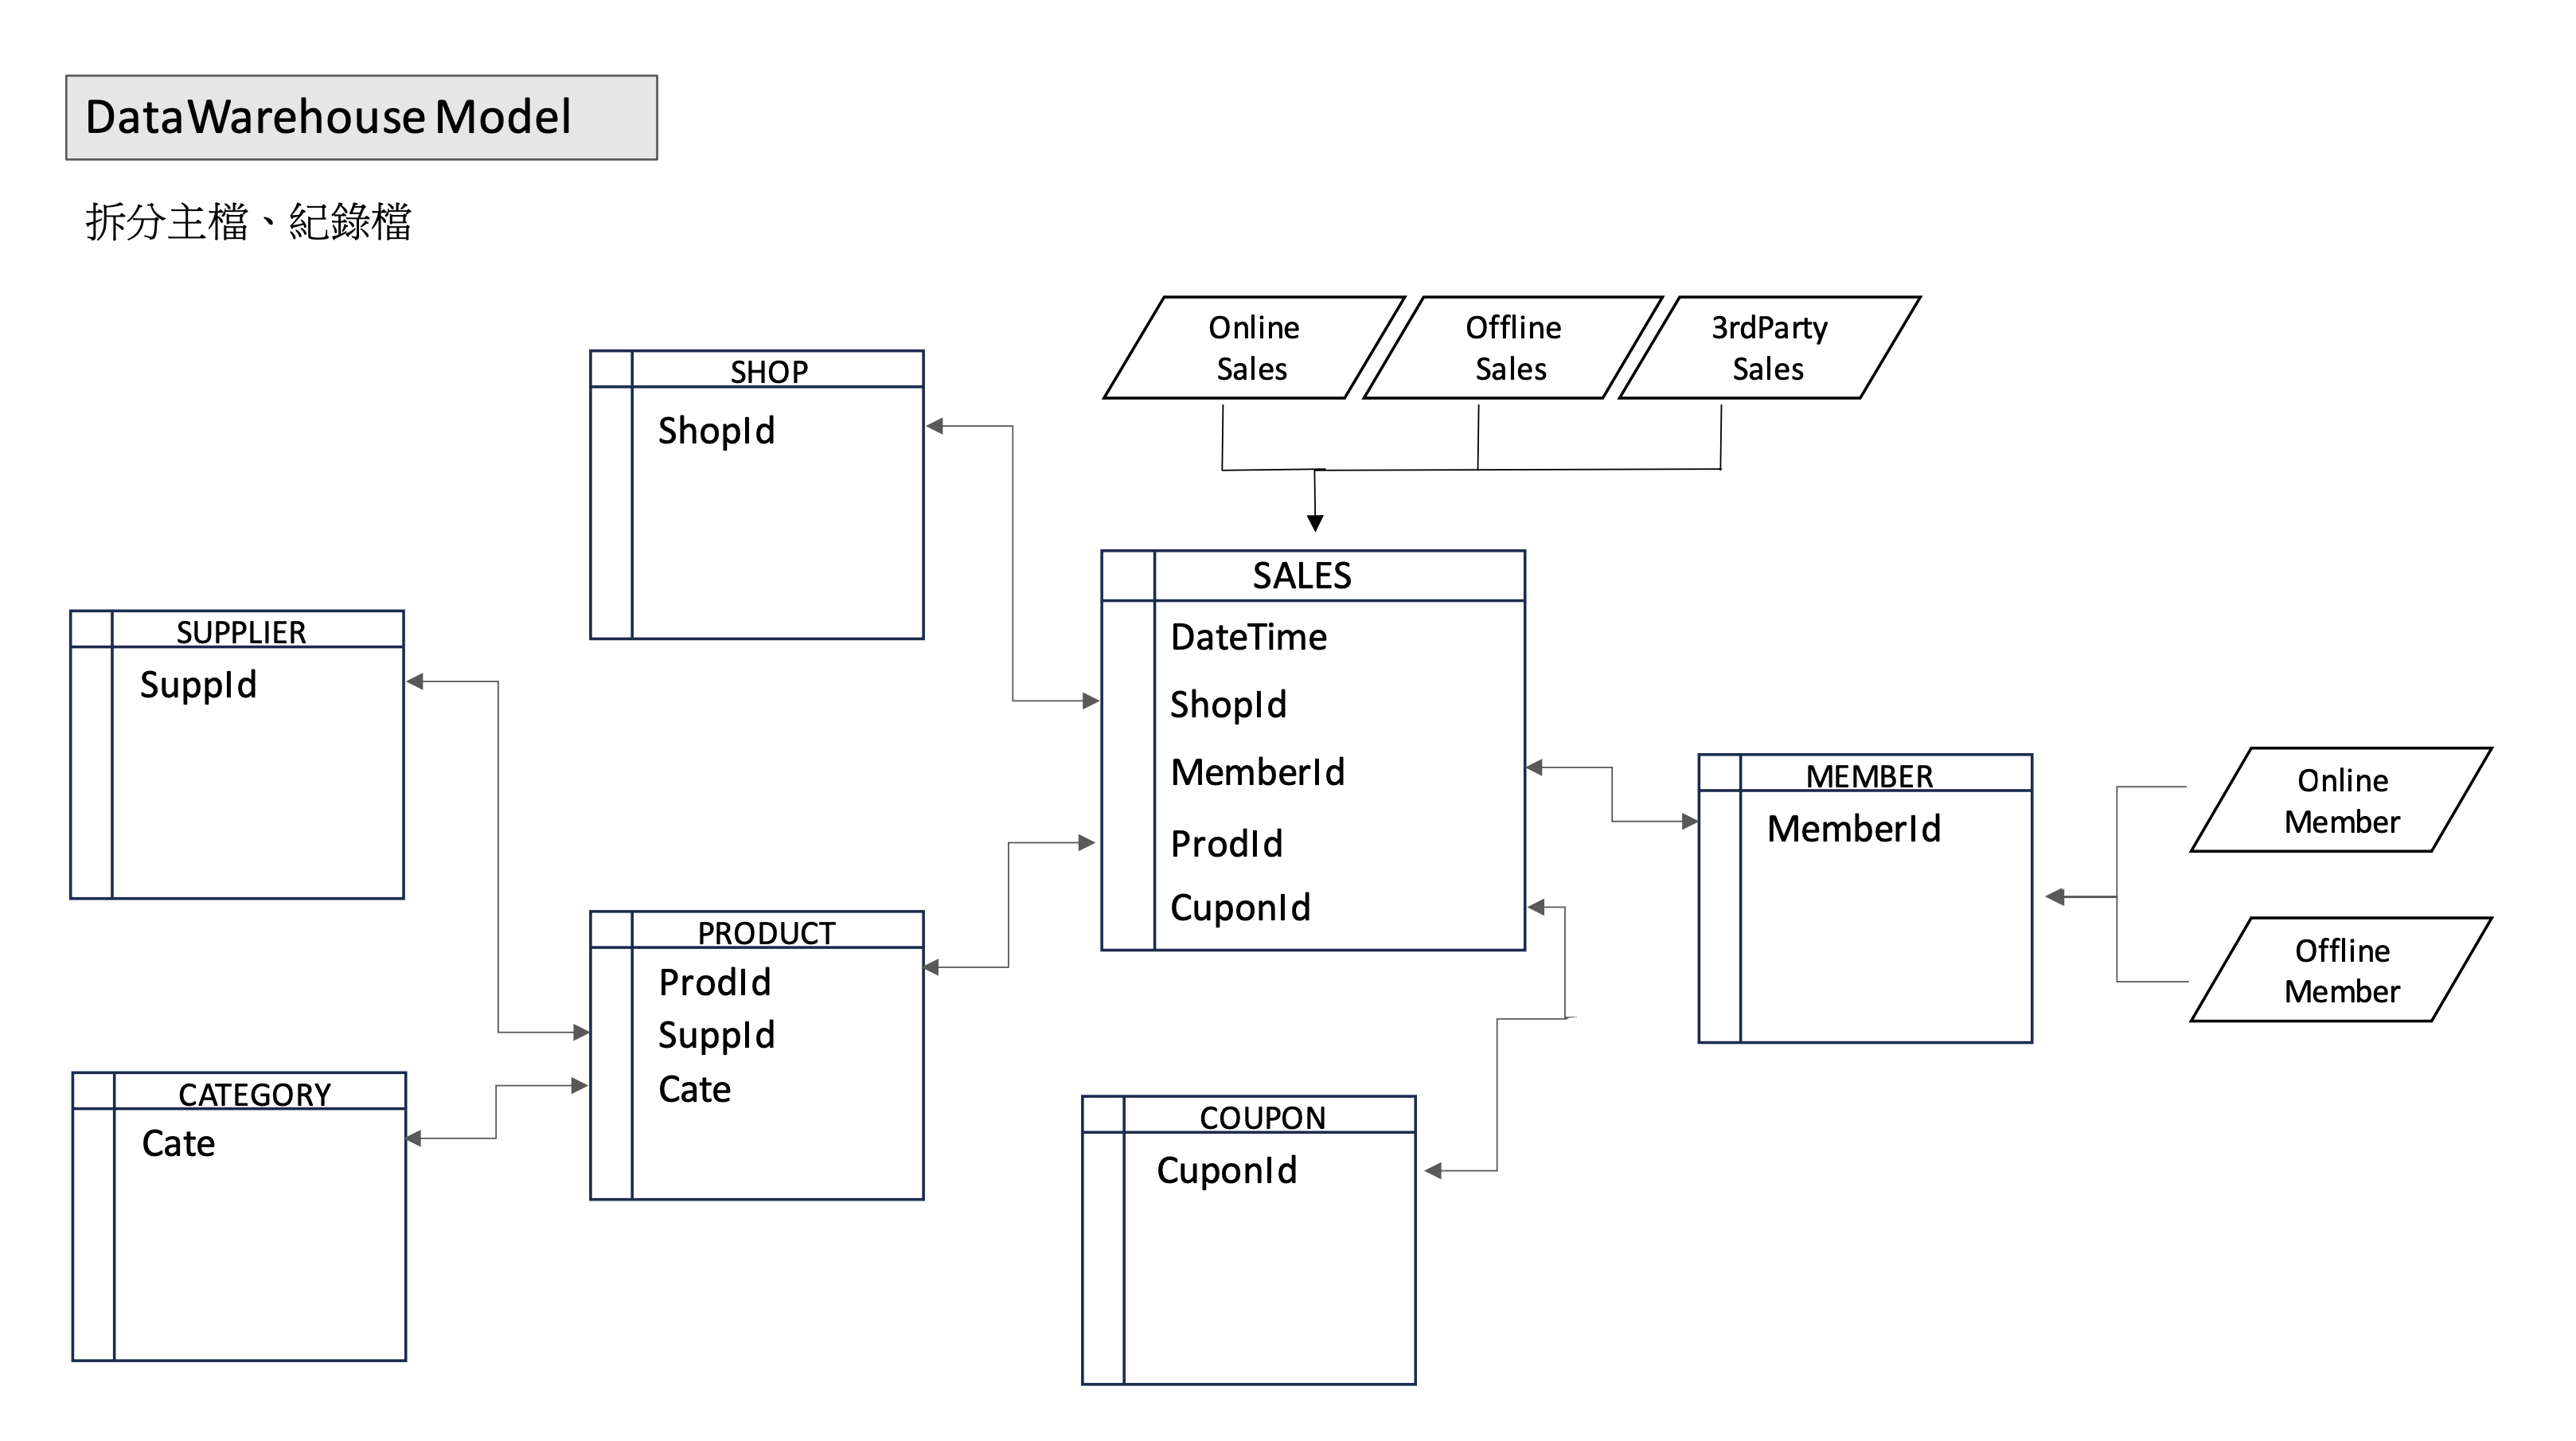 DataWarehouse Model
拆分主檔、紀錄檔
Online
Sales
Offline
Sales
3rdParty
Sales
SHOP
ShopId
SALES
DateTime
ShopId
MemberId
ProdId
CuponId
SUPPLIER
SuppId
MEMBER
MemberId
Online
Member
Offline
Member
PRODUCT
ProdId
SuppId
Cate
CATEGORY
Cate
COUPON
CuponId